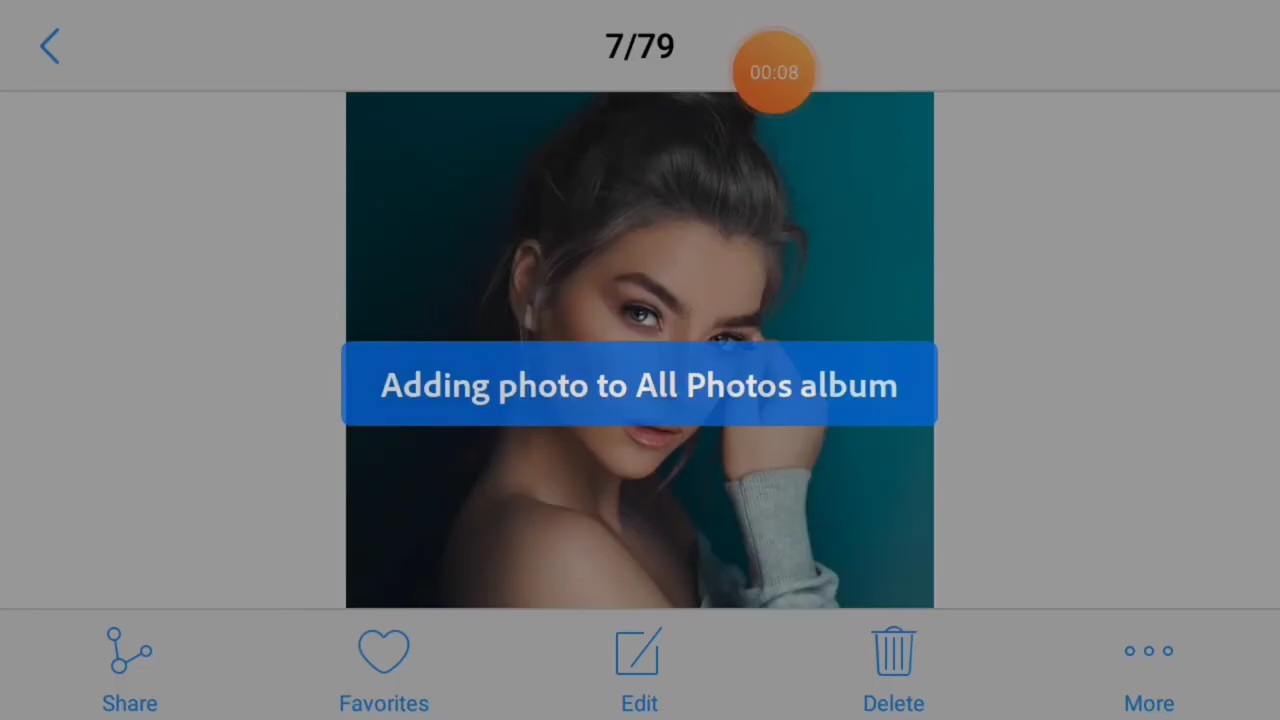 7/79
00:08
Adding photo to All Photos album
Share
Favorites
Edit
Delete
More